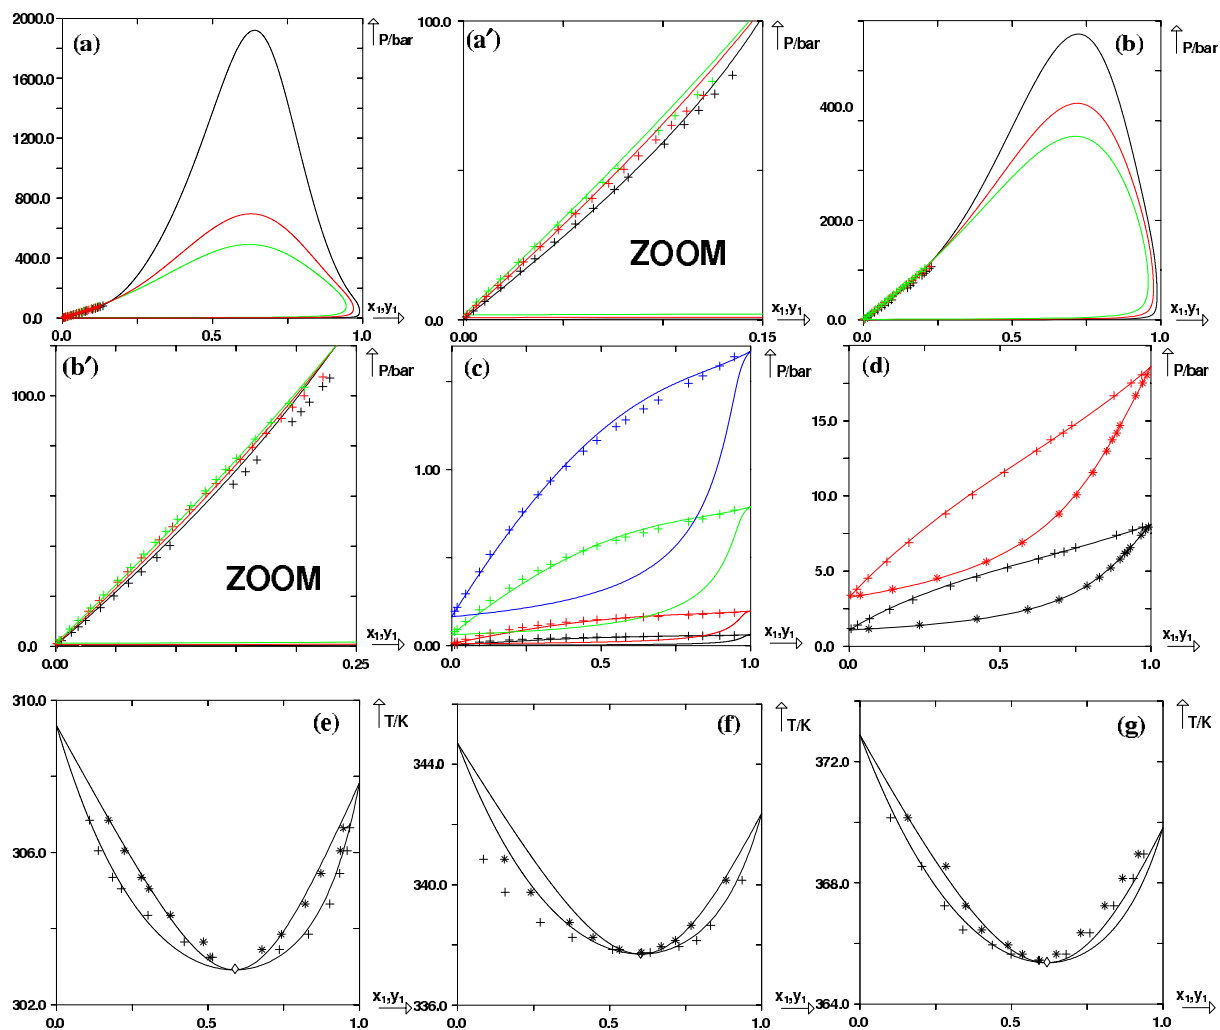 (a)
P/bar
2000.0
1600.0
1200.0
800.0
400.0
0.0
0.0
0.5
1.0
x₁,y₁
(a′)
P/bar
100.0
0.0
ZOOM
0.00
0.15
x₁,y₁
(b)
P/bar
400.0
200.0
0.0
0.0
0.5
1.0
x₁,y₁
(b′)
P/bar
100.0
0.0
ZOOM
0.00
0.25
x₁,y₁
(c)
P/bar
1.00
0.00
0.0
0.5
1.0
x₁,y₁
(d)
P/bar
15.0
10.0
5.0
0.0
0.0
0.5
1.0
x₁,y₁
(e)
T/K
310.0
306.0
302.0
0.0
0.5
1.0
x₁,y₁
(f)
T/K
344.0
340.0
336.0
0.0
0.5
1.0
x₁,y₁
(g)
T/K
372.0
368.0
364.0
0.0
0.5
1.0
x₁,y₁